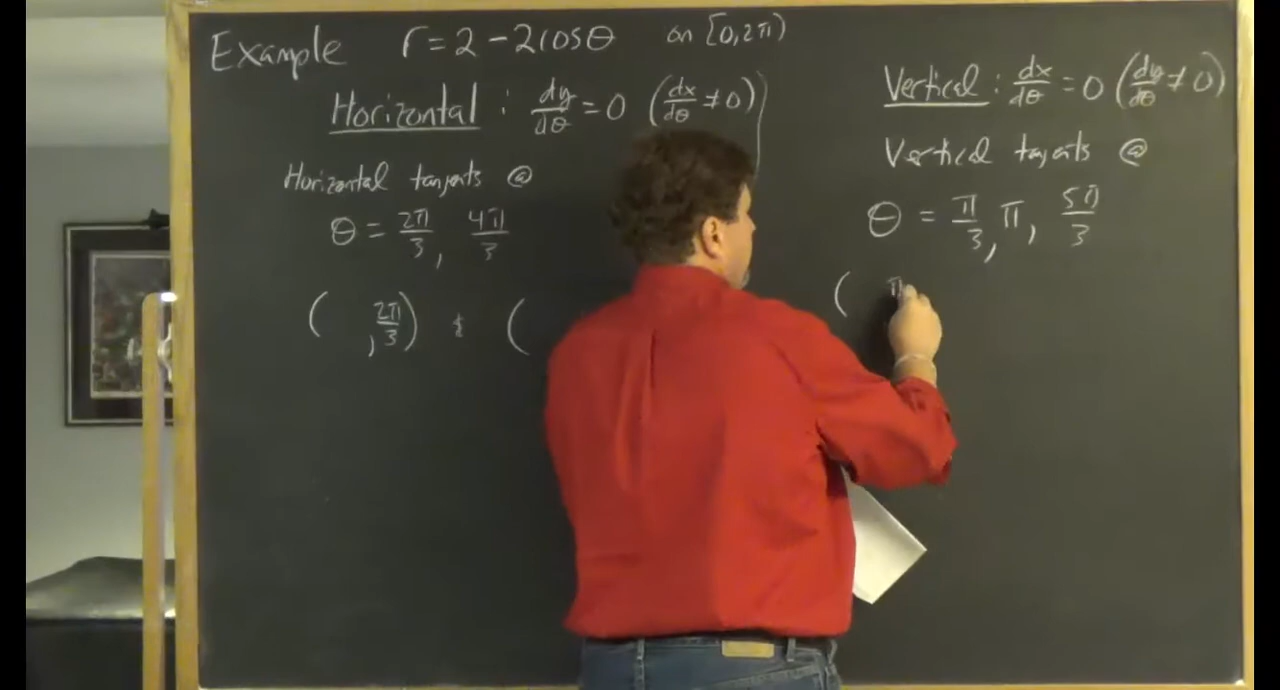 Example r = 2 - 2cosθ on [0, 2π)
Horizontal : dy/dθ = 0 (dx/dθ ≠ 0)
Horizontal tangents @
θ = 2π/3, 4π/3
( , 2π/3) & (
Vertical : dx/dθ = 0 (dy/dθ ≠ 0)
Vertical tangents @
θ = π/3, π, 5π/3
( π